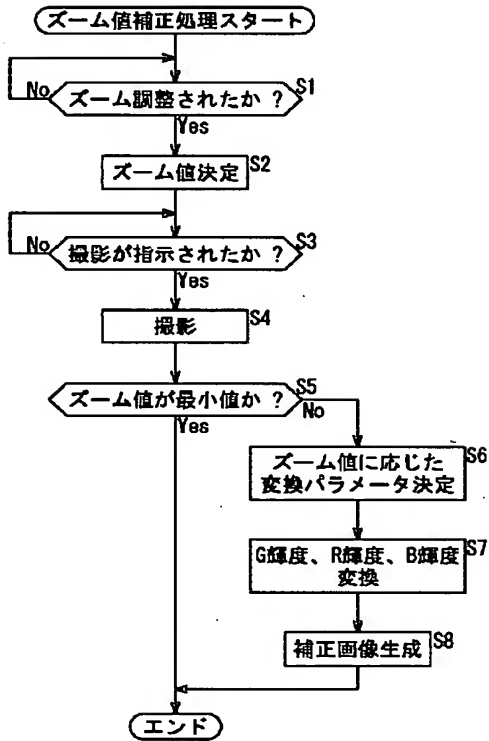 ズーム値補正処理スタート
ズーム調整されたか ?
S1
No
Yes
ズーム値決定
S2
撮影が指示されたか ?
S3
No
Yes
撮影
S4
ズーム値が最小値か ?
S5
No
Yes
ズーム値に応じた
変換パラメータ決定
S6
G輝度、R輝度、B輝度
変換
S7
補正画像生成
S8
エンド